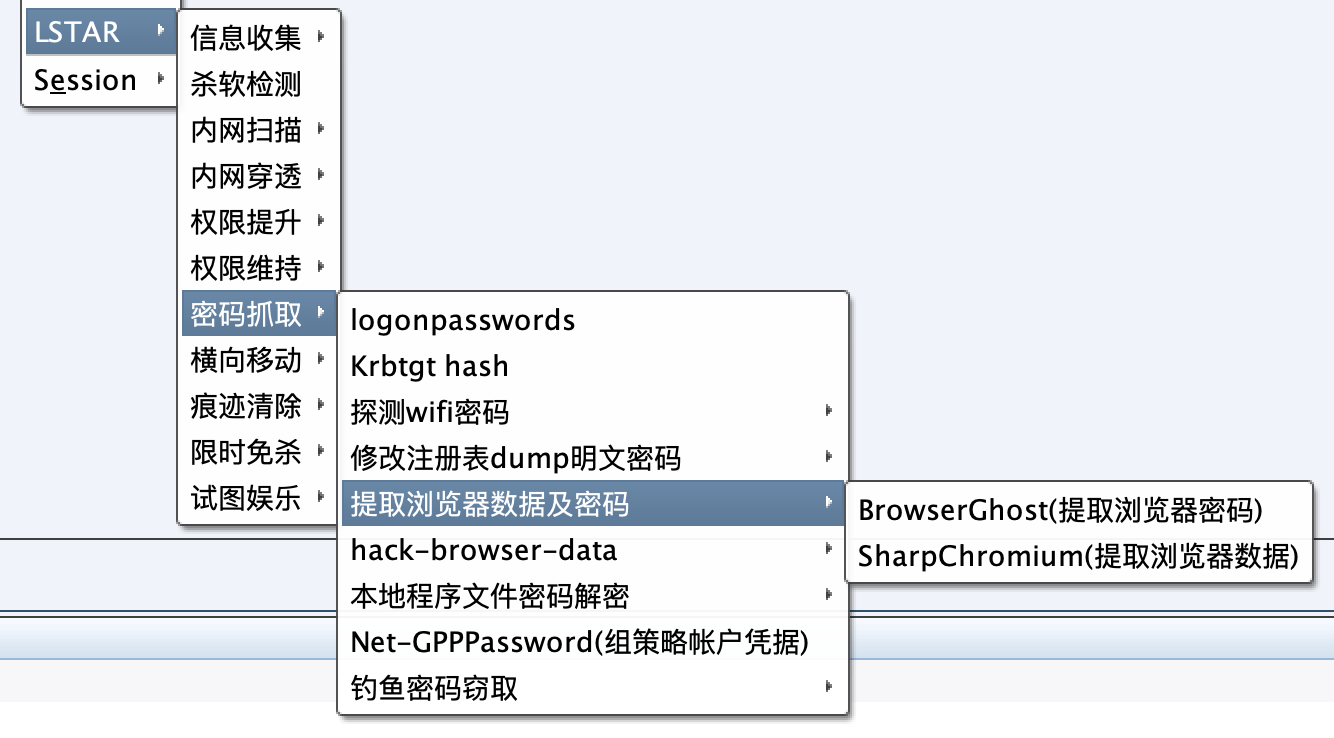 LSTAR
Session
信息收集
杀软检测
内网扫描
内网穿透
权限提升
权限维持
密码抓取
横向移动
痕迹清除
限时免杀
试图娱乐
logonpasswords
Krbtgt hash
探测wifi密码
修改注册表dump明文密码
提取浏览器数据及密码
hack-browser-data
本地程序文件密码解密
Net-GPPPassword(组策略帐户凭据)
钓鱼密码窃取
BrowserGhost(提取浏览器密码)
SharpChromium(提取浏览器数据)